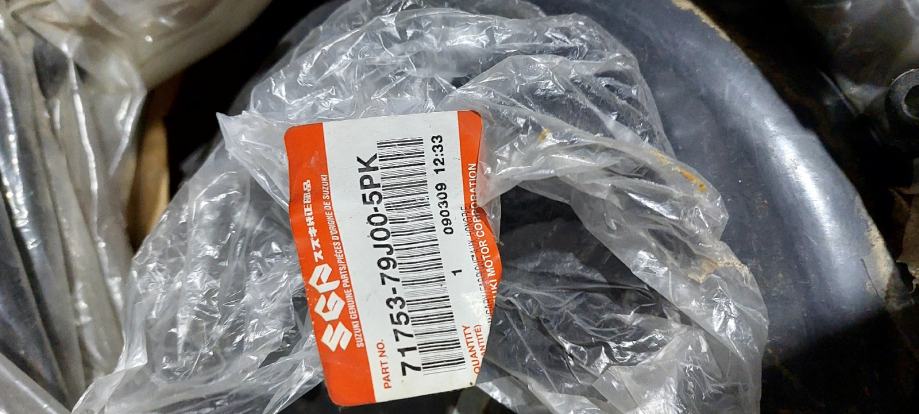 SGP スズキ純正部品
SUZUKI GENUINE PARTS/PIÈCES D'ORIGINE DE SUZUKI
PART NO.
71753-79J00-5PK
090309 12:33
QUANTITY
QUANTITÉ
1
MOTOR CORPORATION